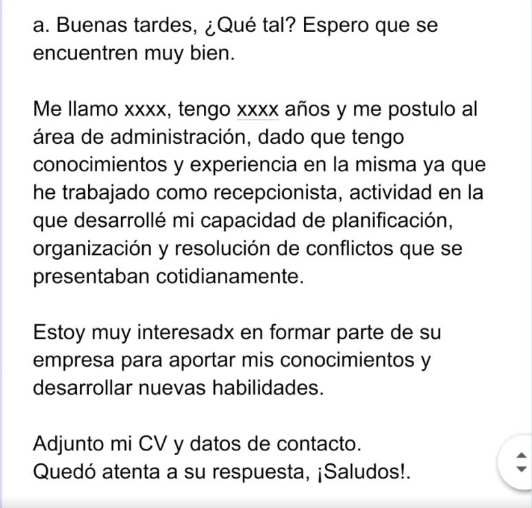 a. Buenas tardes, ¿Qué tal? Espero que se
encuentren muy bien.
Me llamo xxxx, tengo xxxx años y me postulo al
área de administración, dado que tengo
conocimientos y experiencia en la misma ya que
he trabajado como recepcionista, actividad en la
que desarrollé mi capacidad de planificación,
organización y resolución de conflictos que se
presentaban cotidianamente.
Estoy muy interesadx en formar parte de su
empresa para aportar mis conocimientos y
desarrollar nuevas habilidades.
Adjunto mi CV y datos de contacto.
Quedó atenta a su respuesta, ¡Saludos!.